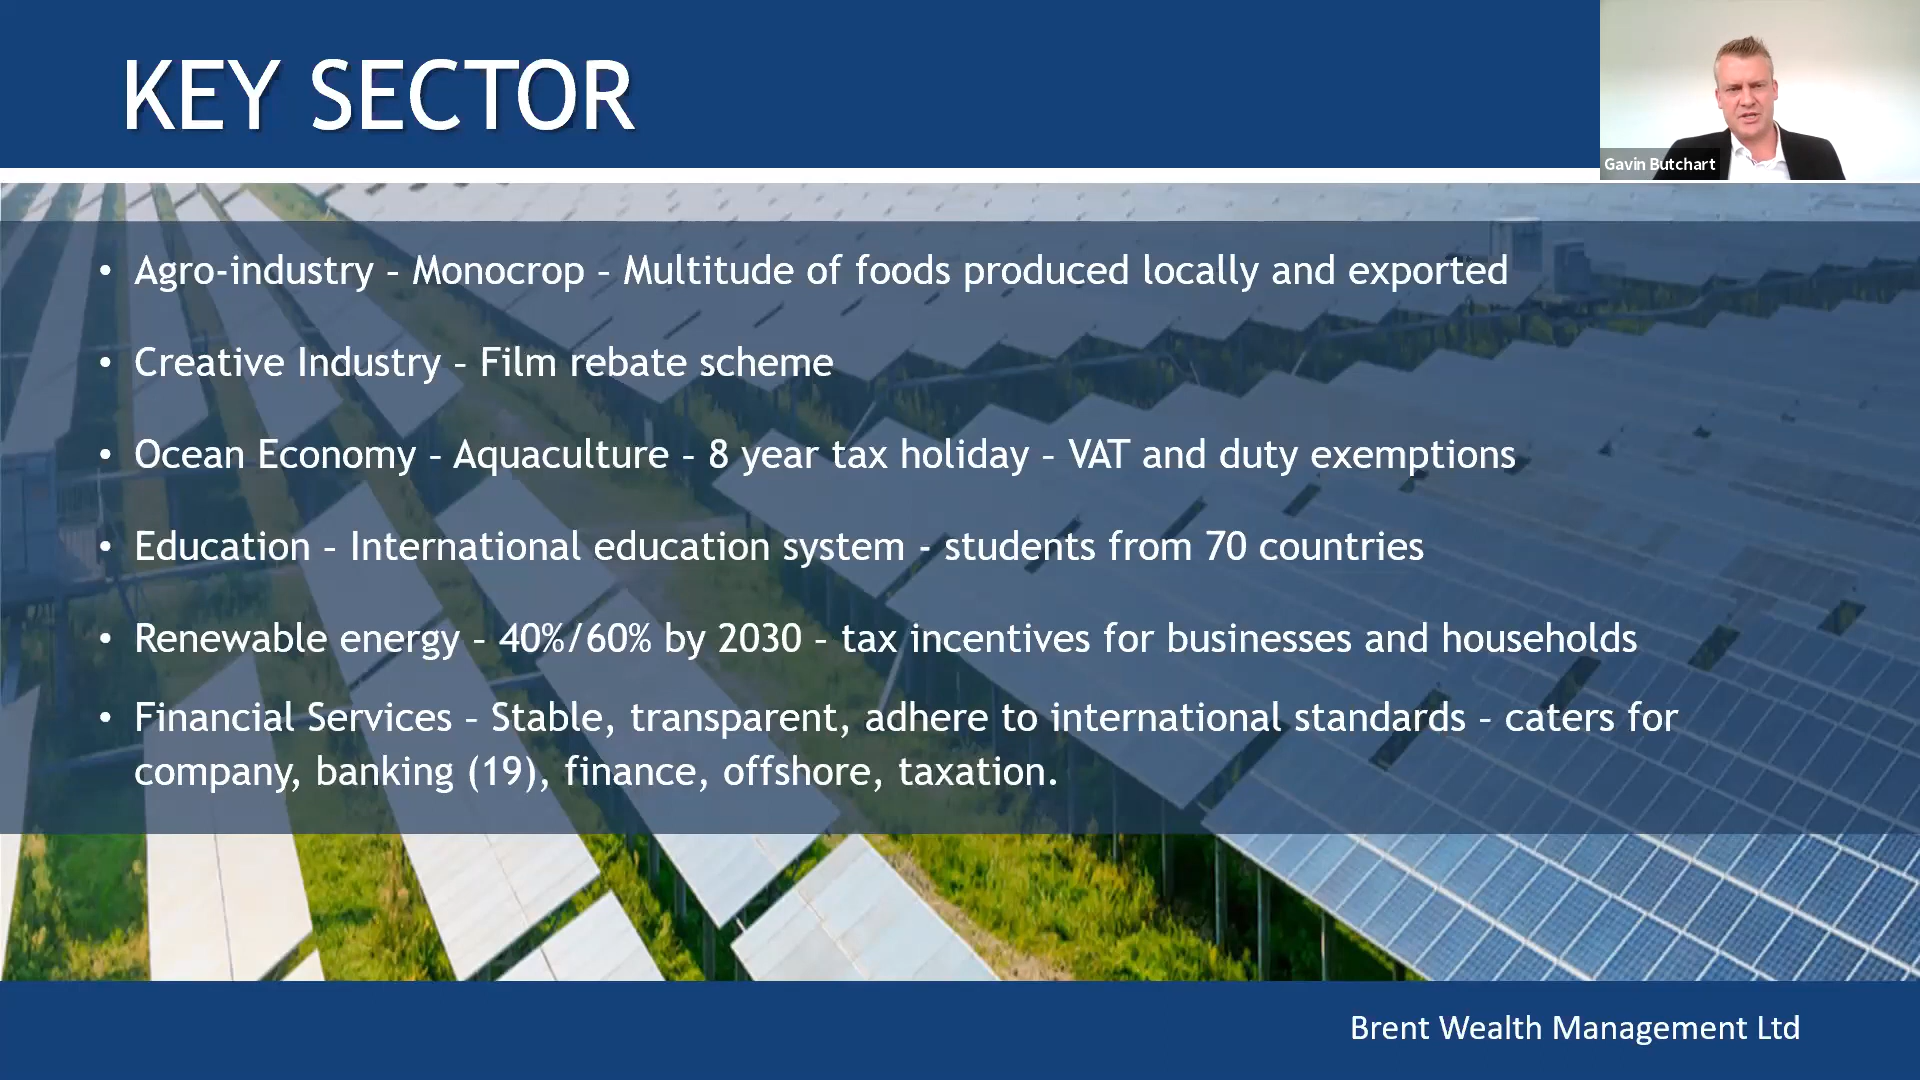 KEY SECTOR
Gavin Butchart
• Agro-industry – Monocrop – Multitude of foods produced locally and exported
• Creative Industry – Film rebate scheme
• Ocean Economy – Aquaculture – 8 year tax holiday – VAT and duty exemptions
• Education – International education system - students from 70 countries
• Renewable energy – 40%/60% by 2030 – tax incentives for businesses and households
• Financial Services – Stable, transparent, adhere to international standards – caters for
company, banking (19), finance, offshore, taxation.
Brent Wealth Management Ltd